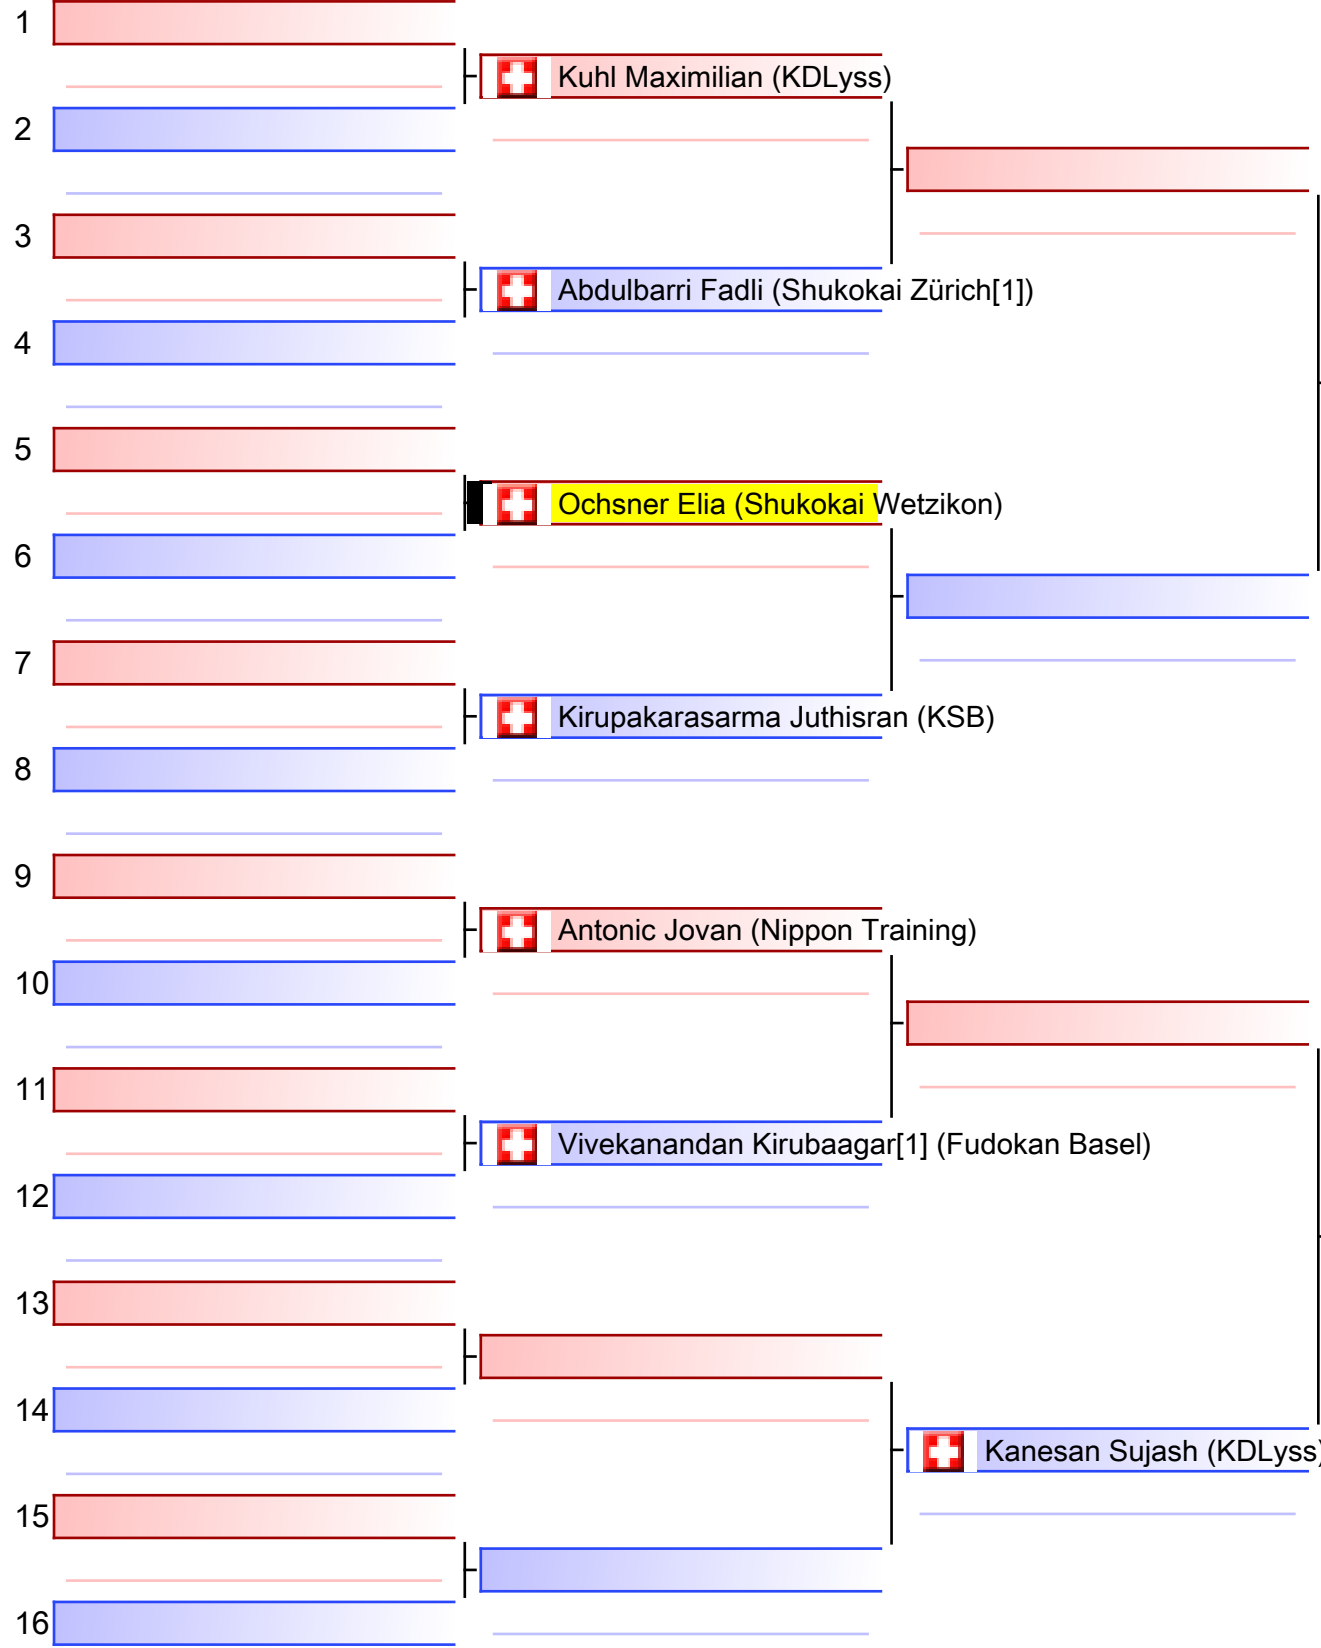 1
Kuhl Maximilian (KDLyss)
2
3
Abdulbarri Fadli (Shukokai Zürich[1])
4
5
Ochsner Elia (Shukokai Wetzikon)
6
7
Kirupakarasarma Juthisran (KSB)
8
9
Antonic Jovan (Nippon Training)
10
11
Vivekanandan Kirubaagar[1] (Fudokan Basel)
12
13
14
Kanesan Sujash (KDLyss)
15
16